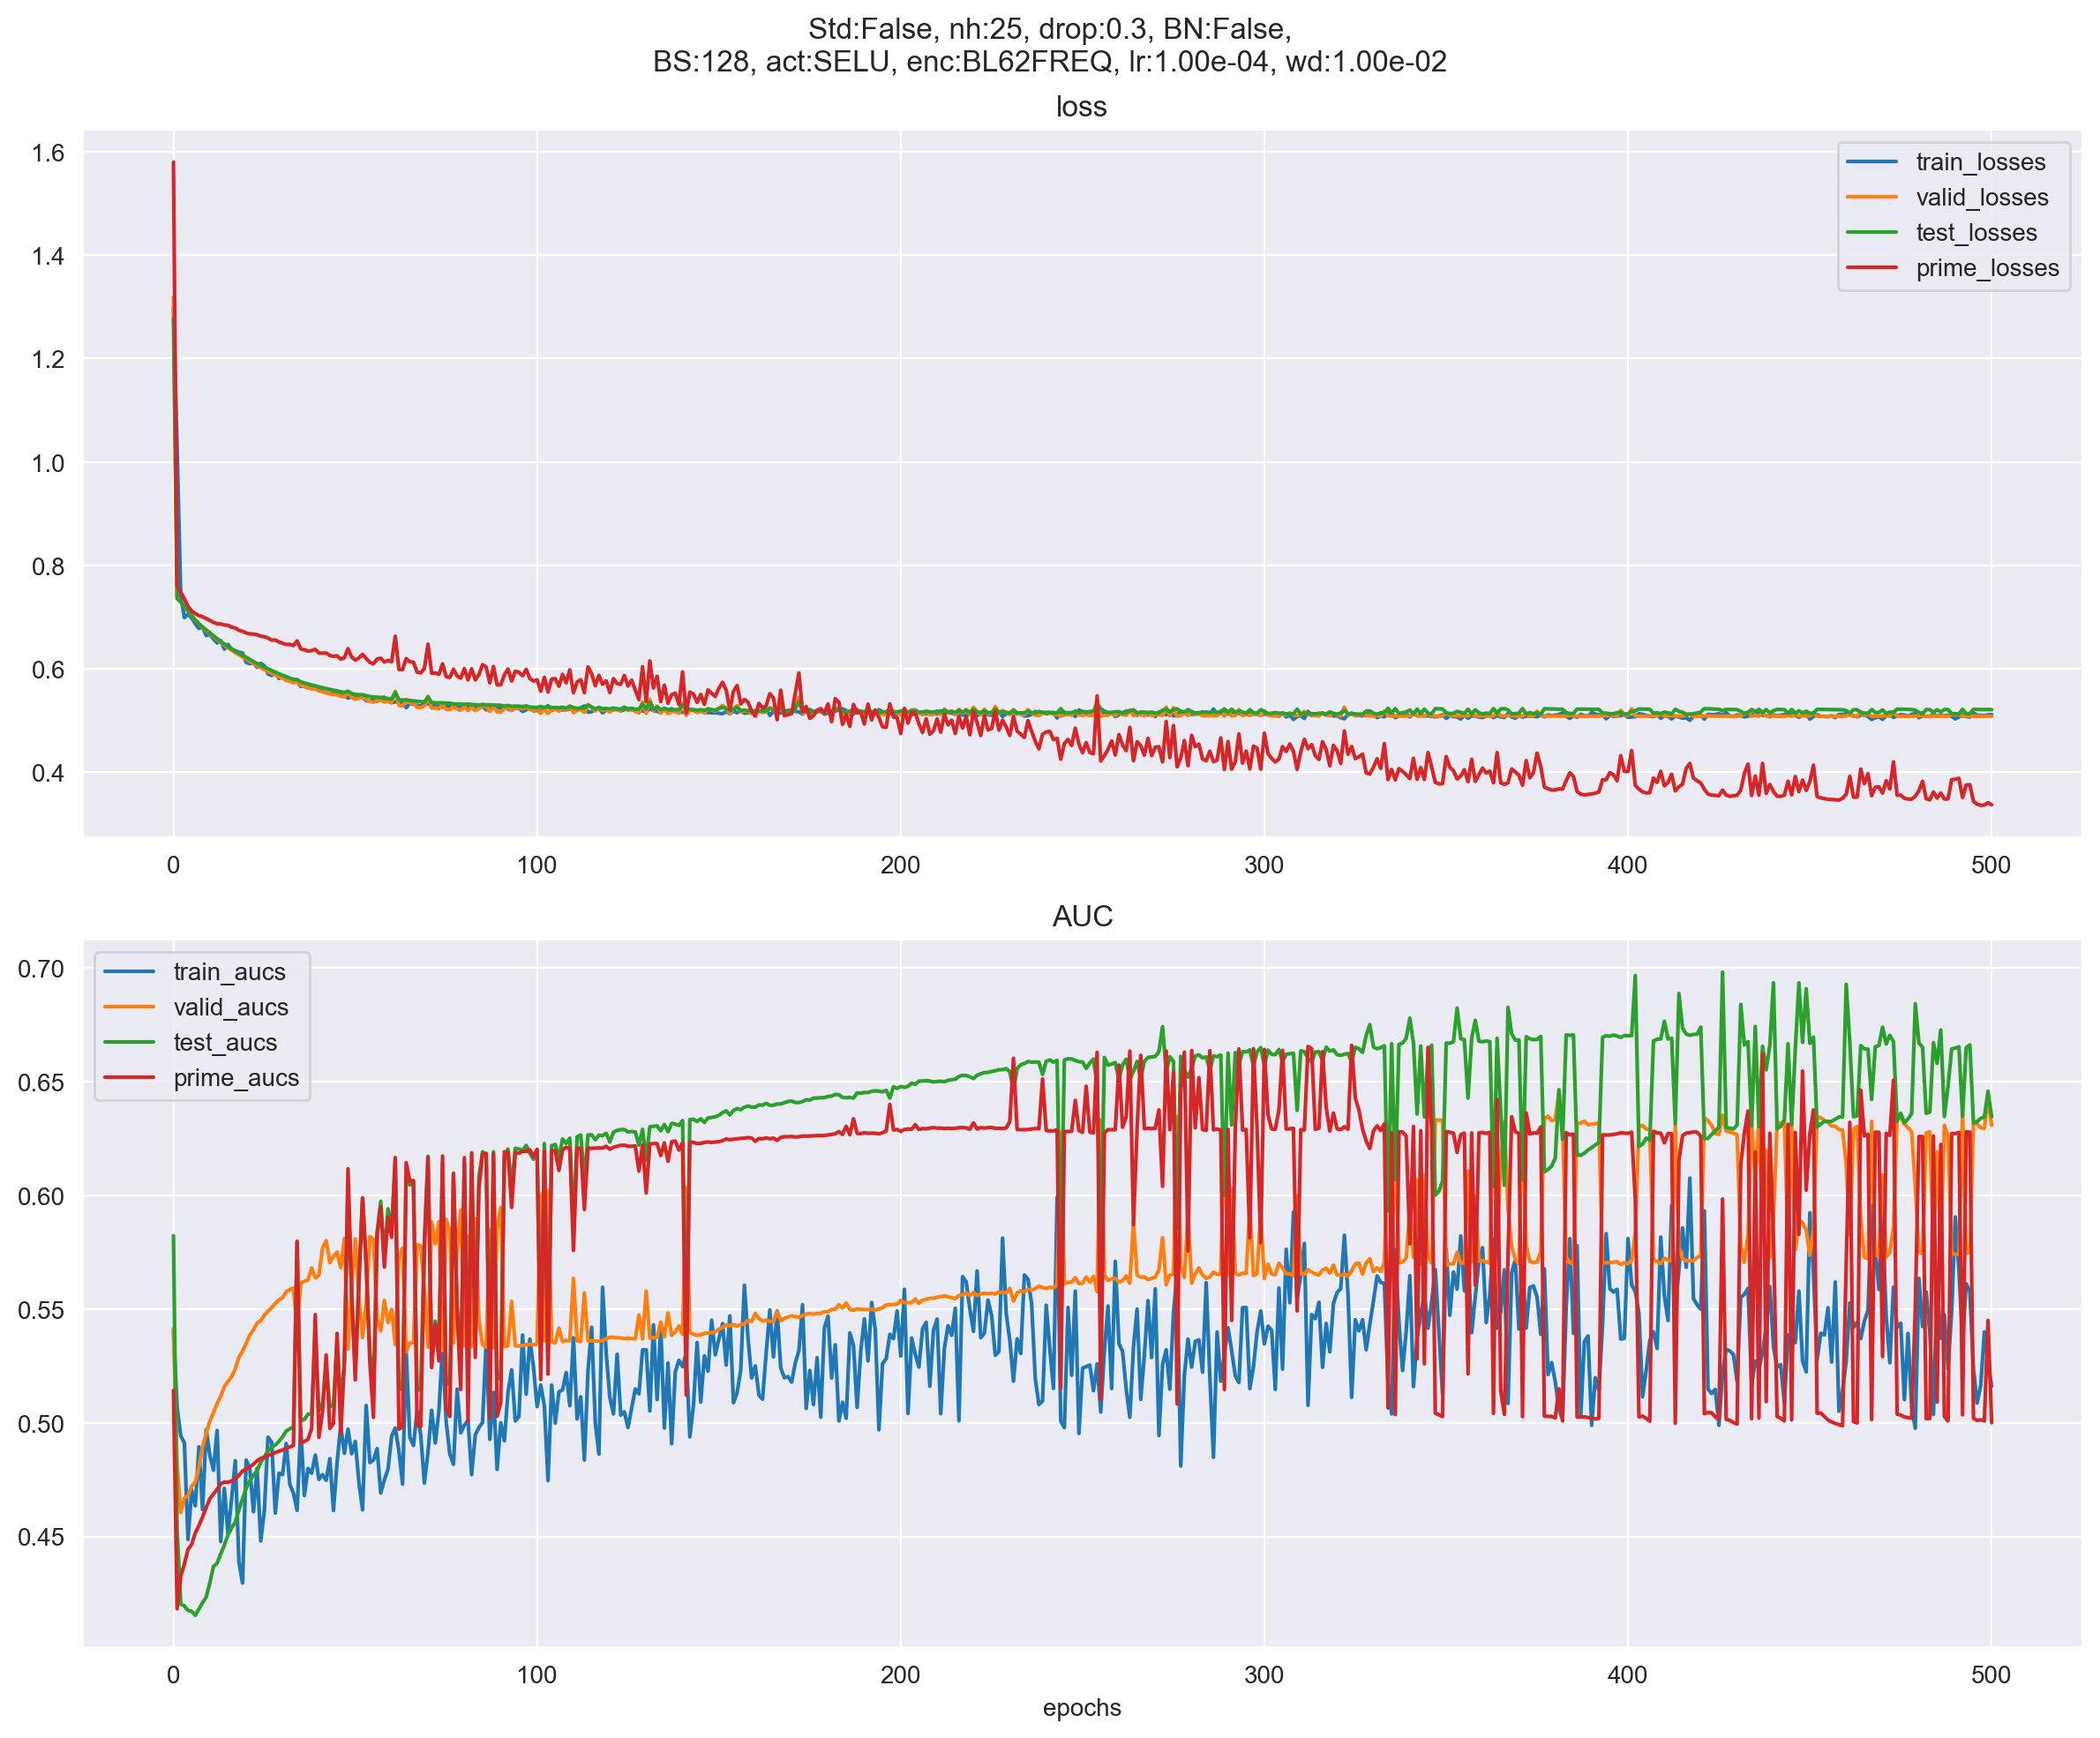 Std:False, nh:25, drop:0.3, BN:False,
BS:128, act:SELU, enc:BL62FREQ, lr:1.00e-04, wd:1.00e-02
loss
1.6
1.4
1.2
1.0
0.8
0.6
0.4
train_losses
valid_losses
test_losses
prime_losses
0 100 200 300 400 500
AUC
0.70
0.65
0.60
0.55
0.50
0.45
train_aucs
valid_aucs
test_aucs
prime_aucs
0 100 200 300 400 500
epochs